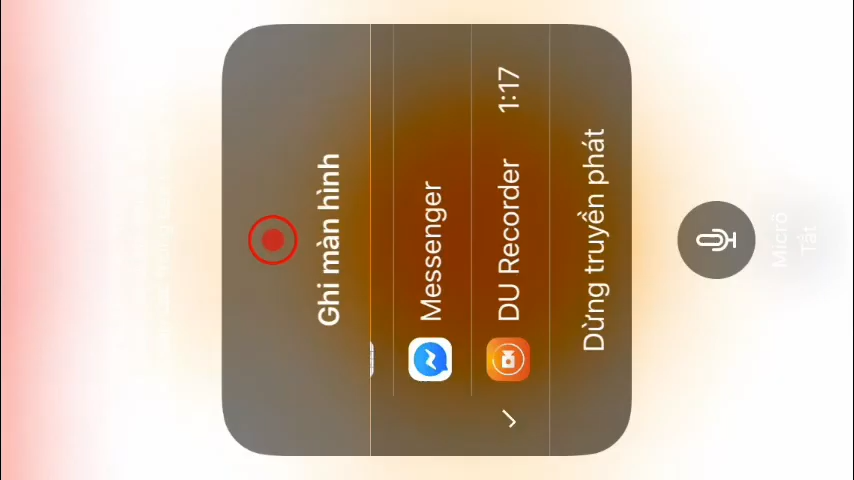 Ghi màn hình
Messenger
DU Recorder 1:17
Dừng truyền phát
Micrô
Tắt